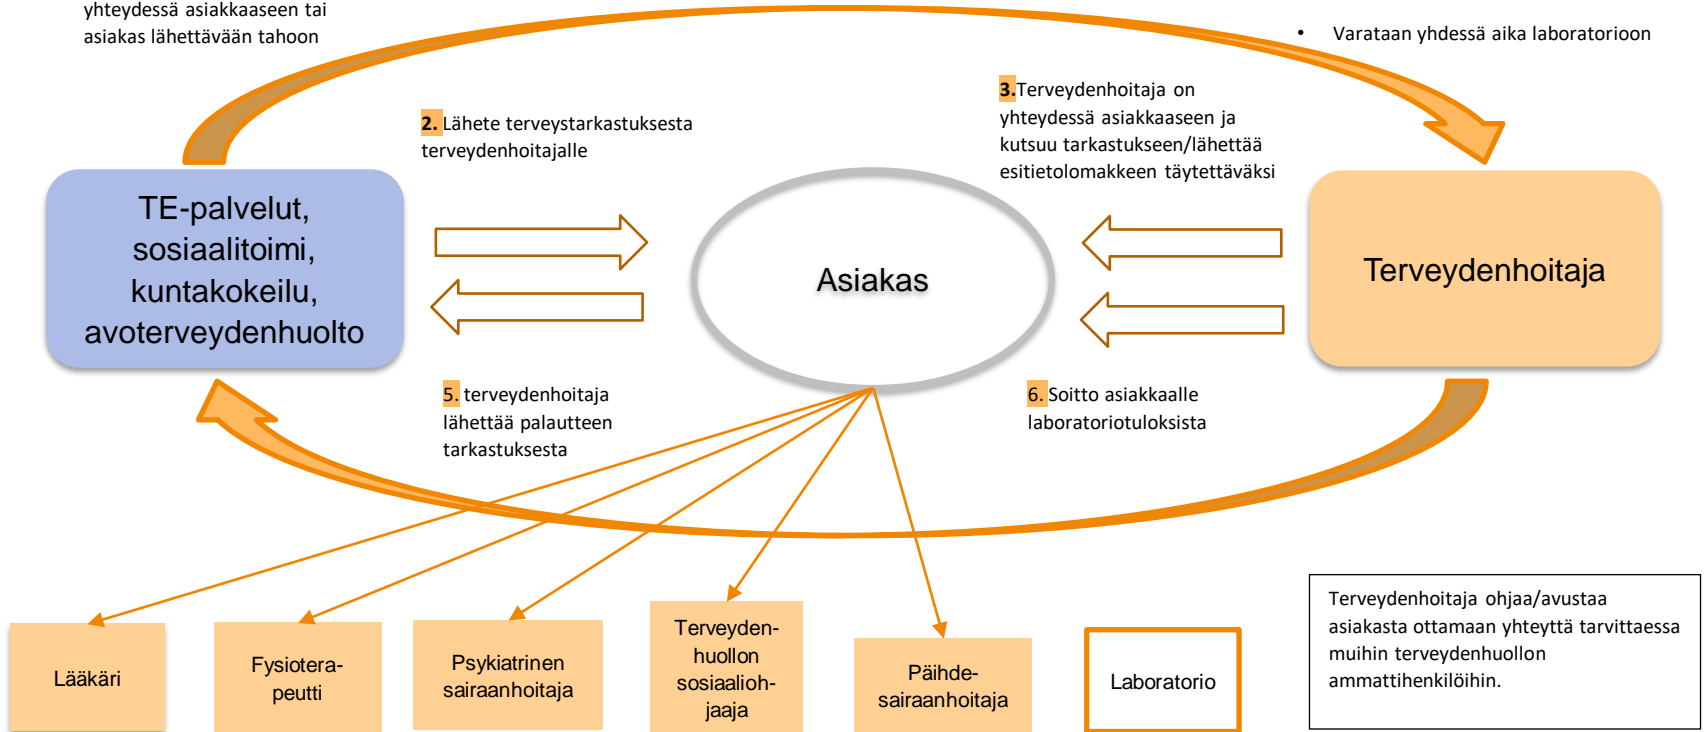 yhteydessä asiakkaaseen tai
asiakas lähettävään tahoon
• Varataan yhdessä aika laboratorioon
2. Lähete terveystarkastuksesta
terveydenhoitajalle
3.Terveydenhoitaja on
yhteydessä asiakkaaseen ja
kutsuu tarkastukseen/lähettää
esitietolomakkeen täytettäväksi
TE-palvelut,
sosiaalitoimi,
kuntakokeilu,
avoterveydenhuolto
Asiakas
Terveydenhoitaja
5. terveydenhoitaja
lähettää palautteen
tarkastuksesta
6. Soitto asiakkaalle
laboratoriotuloksista
Lääkäri
Fysiotera-
peutti
Psykiatrinen
sairaanhoitaja
Terveyden-
huollon
sosiaalioh-
jaaja
Päihde-
sairaanhoitaja
Laboratorio
Terveydenhoitaja ohjaa/avustaa
asiakasta ottamaan yhteyttä tarvittaessa
muihin terveydenhuollon
ammattihenkilöihin.